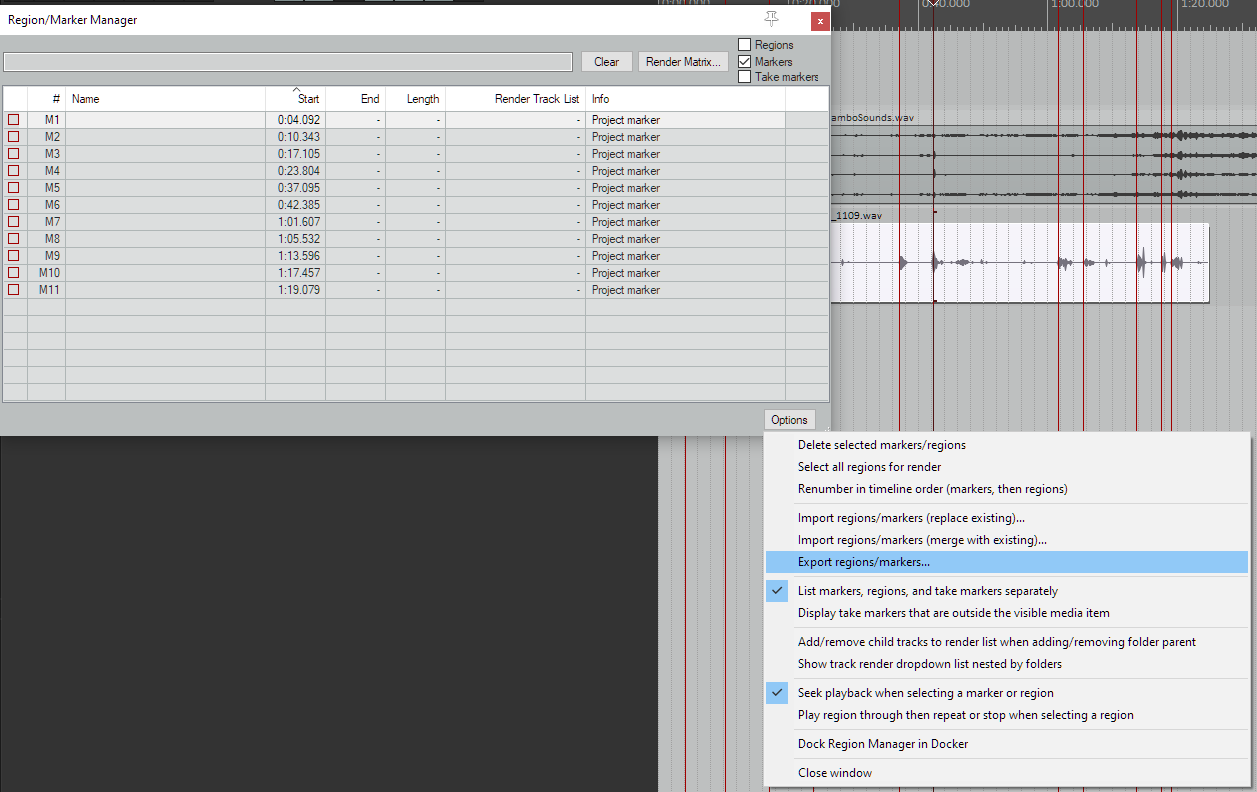 Region/Marker Manager
x
0:40.000 1:00.000 1:20.000
Regions
Clear Render Matrix... Markers
Take markers
# Name Start End Length Render Track List Info
M1 0:04.092 - - - Project marker
M2 0:10.343 - - - Project marker
M3 0:17.105 - - - Project marker
M4 0:23.804 - - - Project marker
M5 0:37.095 - - - Project marker
M6 0:42.385 - - - Project marker
M7 1:01.607 - - - Project marker
M8 1:05.532 - - - Project marker
M9 1:13.596 - - - Project marker
M10 1:17.457 - - - Project marker
M11 1:19.079 - - - Project marker
amboSounds.wav
_1109.wav
Options
Delete selected markers/regions
Select all regions for render
Renumber in timeline order (markers, then regions)
Import regions/markers (replace existing)...
Import regions/markers (merge with existing)...
Export regions/markers...
List markers, regions, and take markers separately
Display take markers that are outside the visible media item
Add/remove child tracks to render list when adding/removing folder parent
Show track render dropdown list nested by folders
Seek playback when selecting a marker or region
Play region through then repeat or stop when selecting a region
Dock Region Manager in Docker
Close window